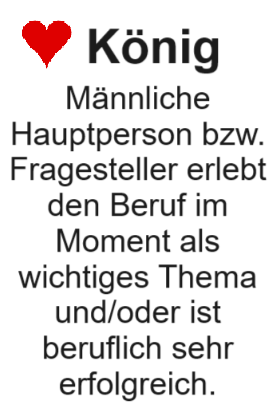 König
Männliche
Hauptperson bzw.
Fragesteller erlebt
den Beruf im
Moment als
wichtiges Thema
und/oder ist
beruflich sehr
erfolgreich.